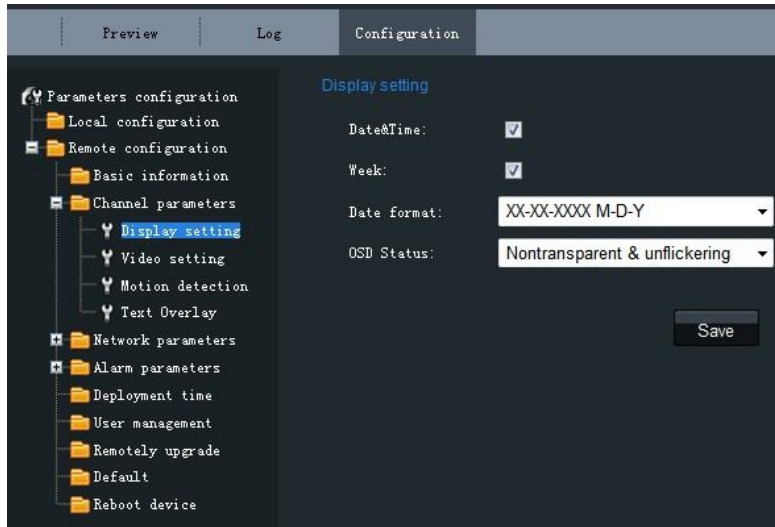 Preview Log Configuration
Parameters configuration
Local configuration
Remote configuration
Basic information
Channel parameters
Display setting
Video setting
Motion detection
Text Overlay
Network parameters
Alarm parameters
Deployment time
User management
Remotely upgrade
Default
Reboot device
Display setting
Date&Time:
Week:
Date format: XX-XX-XXXX M-D-Y
OSD Status: Nontransparent & unflickering
Save